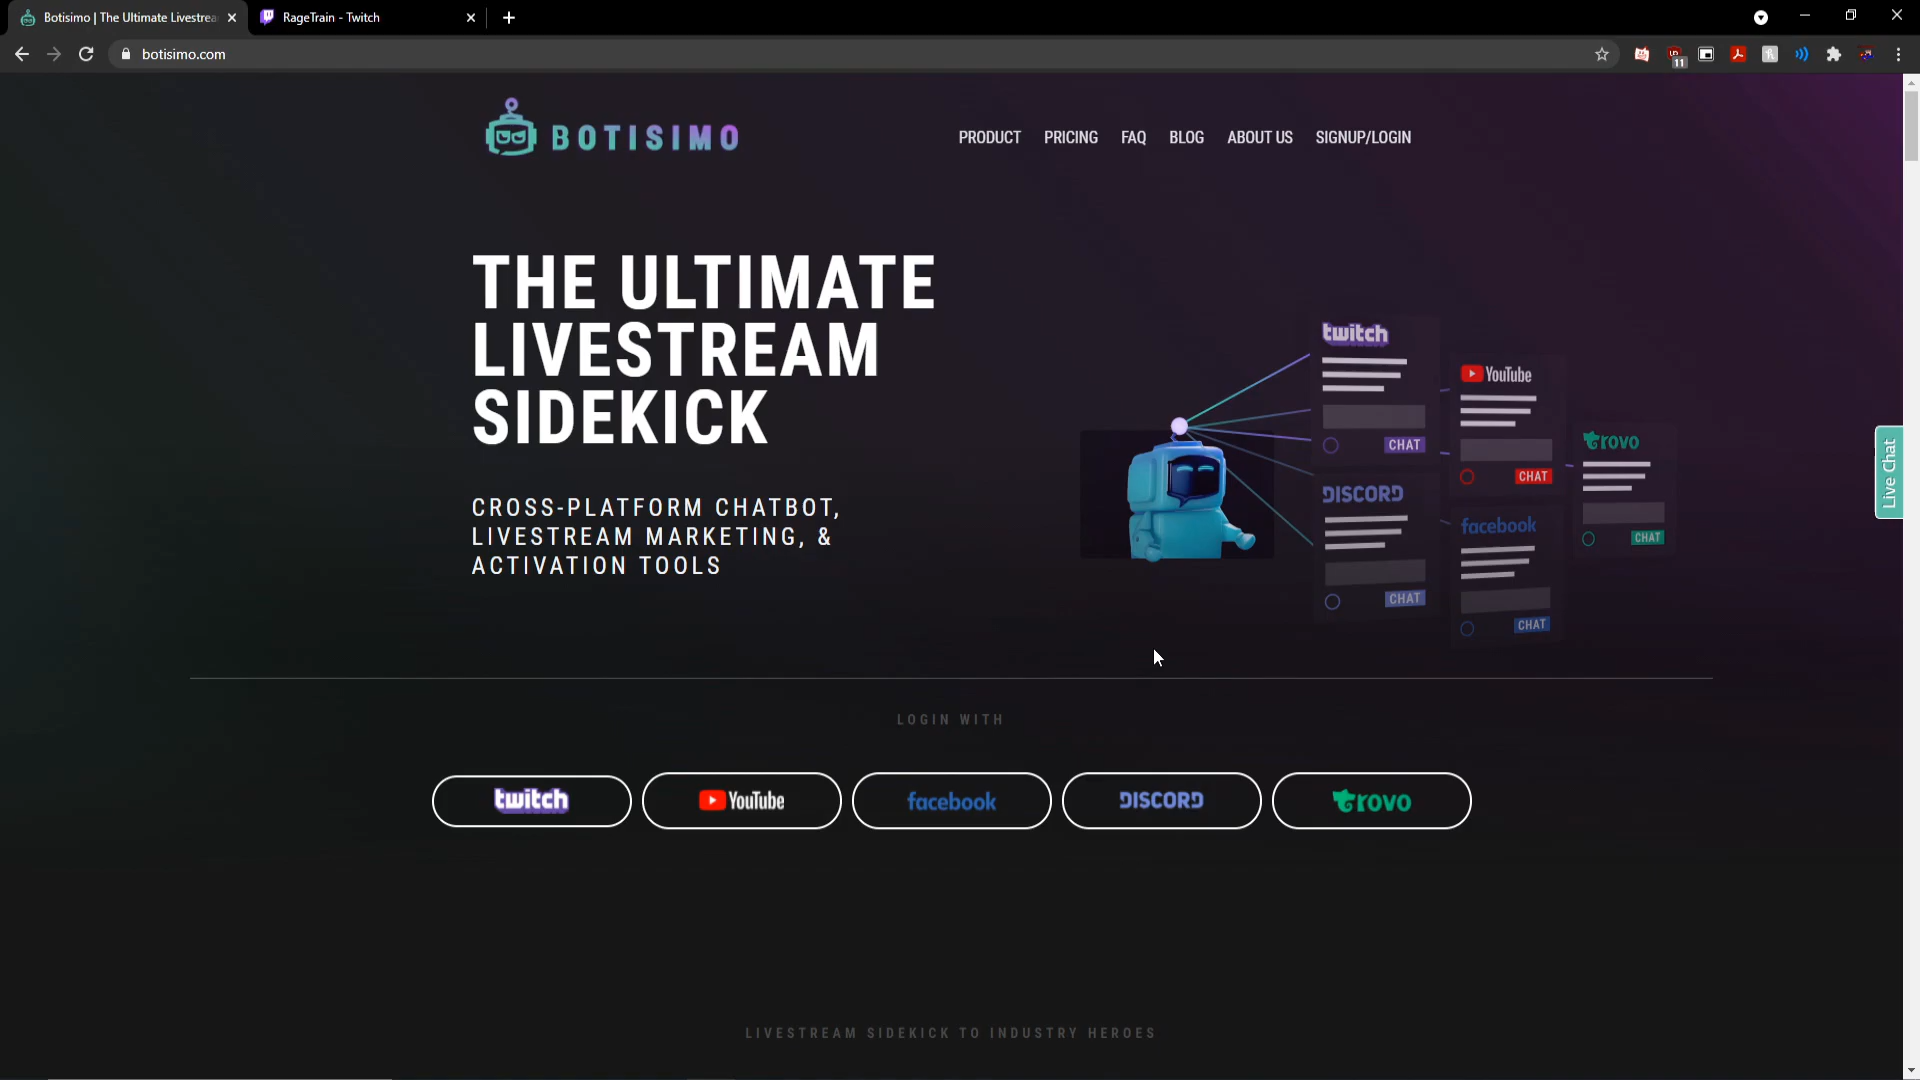 Botisimo | The Ultimate Livestrea
RageTrain - Twitch
botisimo.com
11
BOTISIMO
PRODUCT
PRICING
FAQ
BLOG
ABOUT US
SIGNUP/LOGIN
THE ULTIMATE
LIVESTREAM
SIDEKICK
CROSS-PLATFORM CHATBOT,
LIVESTREAM MARKETING, &
ACTIVATION TOOLS
twitch
CHAT
YouTube
CHAT
trovo
CHAT
DISCORD
CHAT
facebook
CHAT
Live Chat
LOGIN WITH
twitch
YouTube
facebook
DISCORD
trovo
LIVESTREAM SIDEKICK TO INDUSTRY HEROES